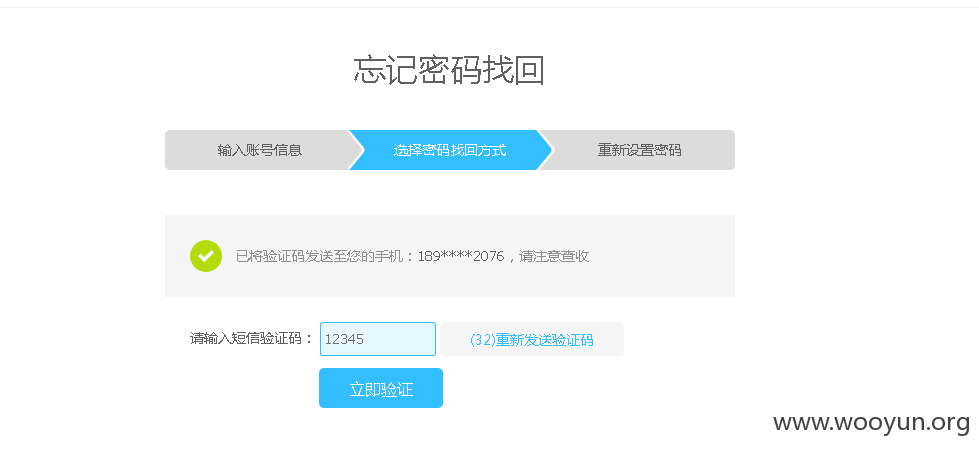 忘记密码找回
输入账号信息 选择密码找回方式 重新设置密码
已将验证码发送至您的手机：189****2076，请注意查收
请输入短信验证码： 12345 (32)重新发送验证码
立即验证
www.wooyun.org